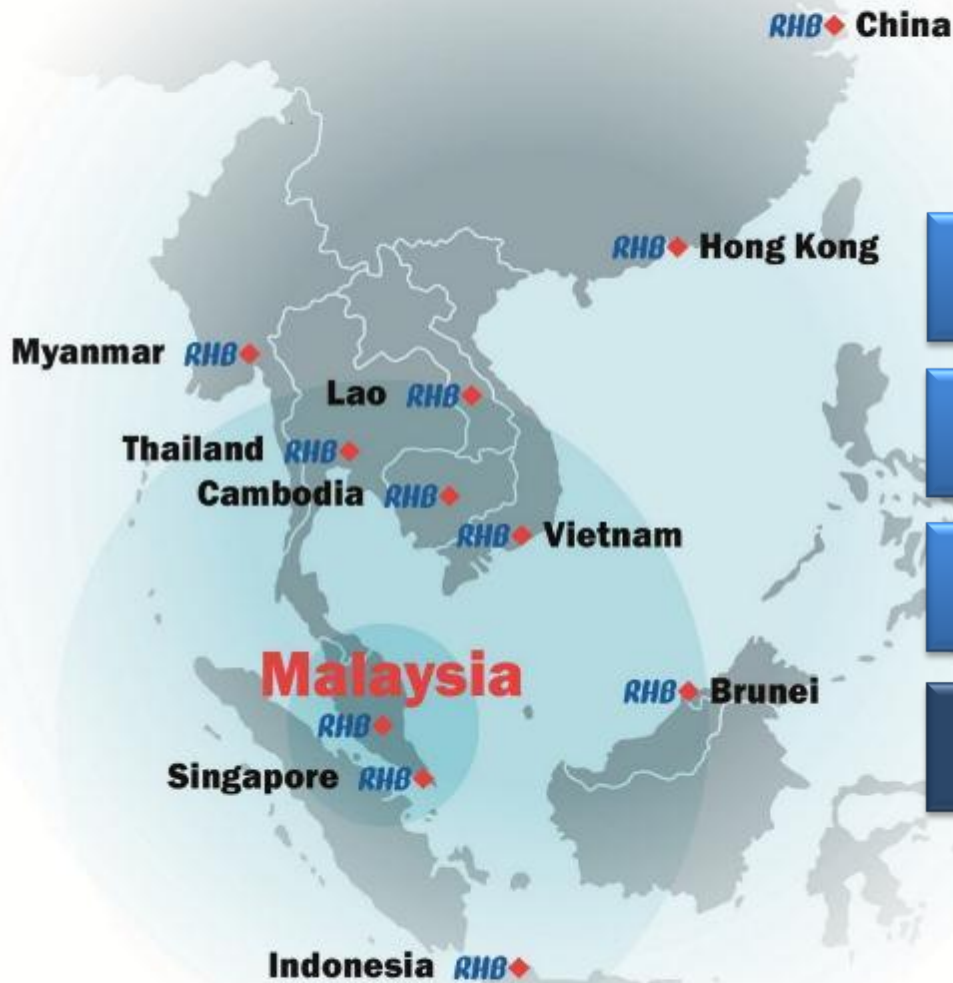 RHB China
RHB Hong Kong
Myanmar RHB
Lao RHB
Thailand RHB
Cambodia RHB
RHB Vietnam
Malaysia
RHB
RHB Brunei
Singapore RHB
Indonesia RHB